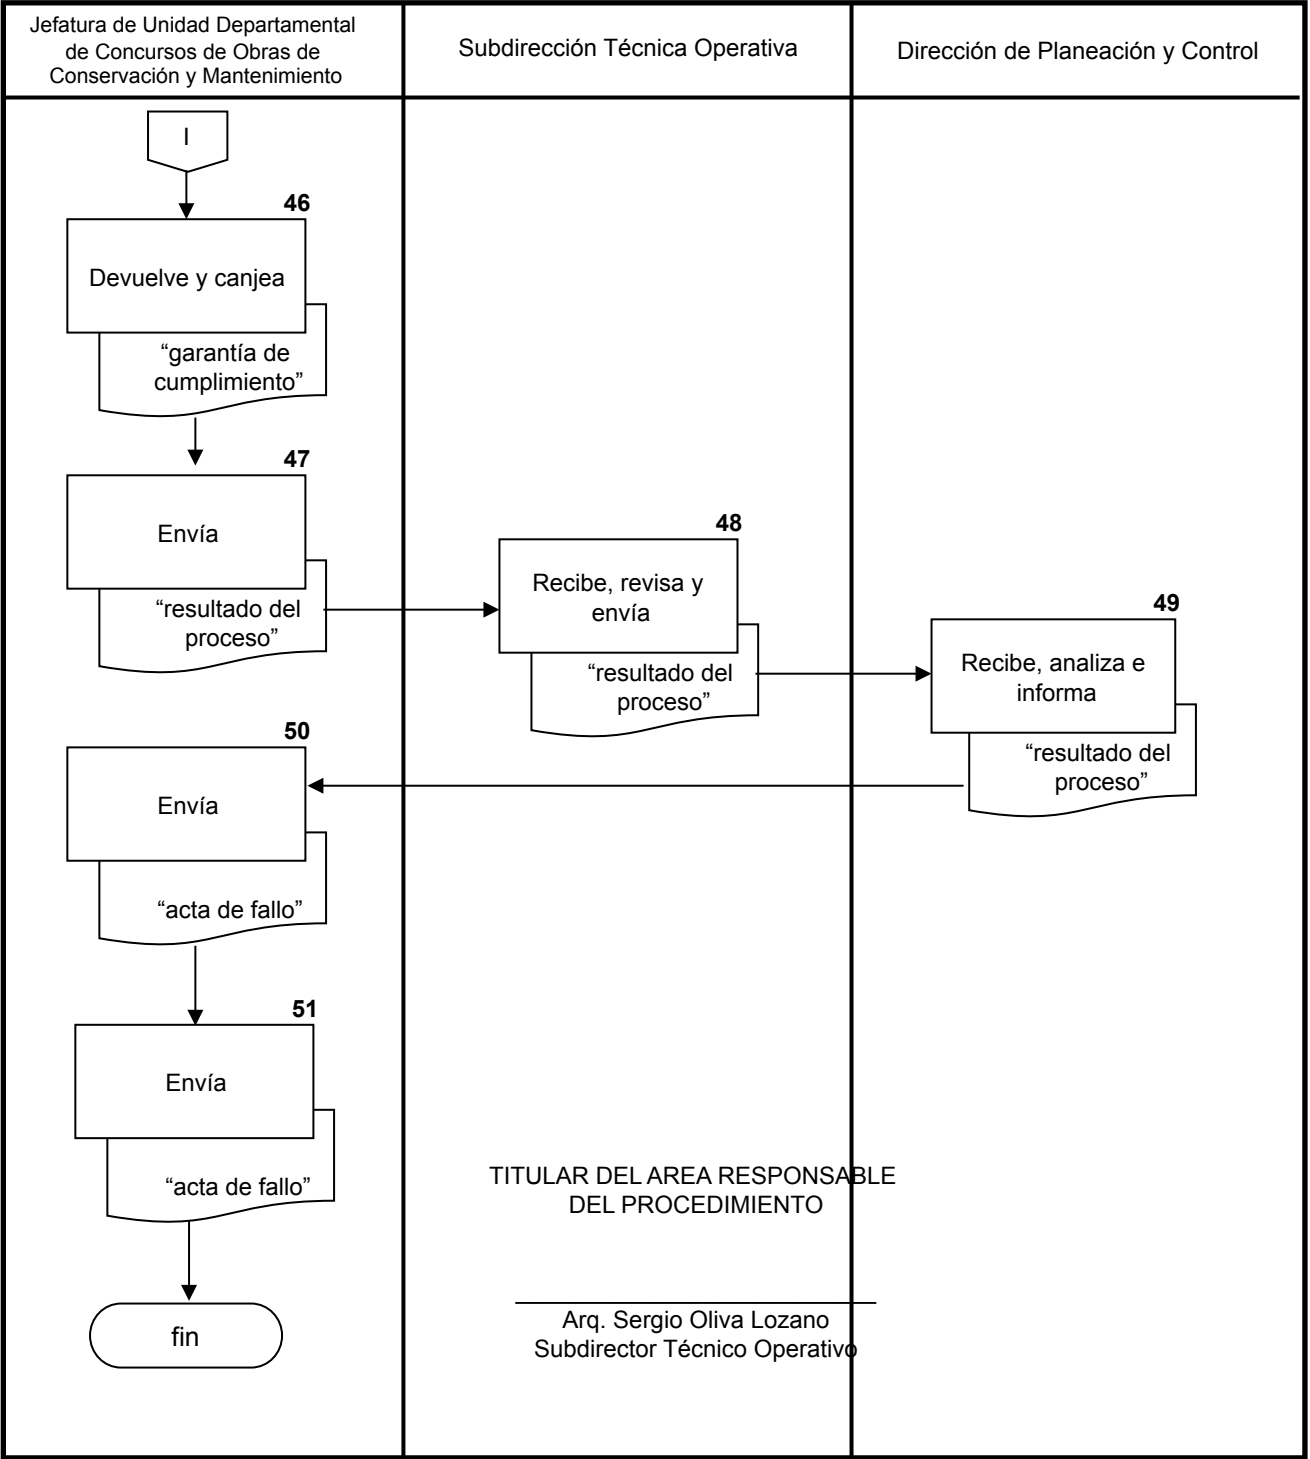 Jefatura de Unidad Departamental
de Concursos de Obras de
Conservación y Mantenimiento
Subdirección Técnica Operativa
Dirección de Planeación y Control
I
46
Devuelve y canjea
“garantía de
cumplimiento”
47
Envía
“resultado del
proceso”
48
Recibe, revisa y
envía
“resultado del
proceso”
49
Recibe, analiza e
informa
“resultado del
proceso”
50
Envía
“acta de fallo”
51
Envía
“acta de fallo”
fin
TITULAR DEL AREA RESPONSABLE
DEL PROCEDIMIENTO
Arq. Sergio Oliva Lozano
Subdirector Técnico Operativo